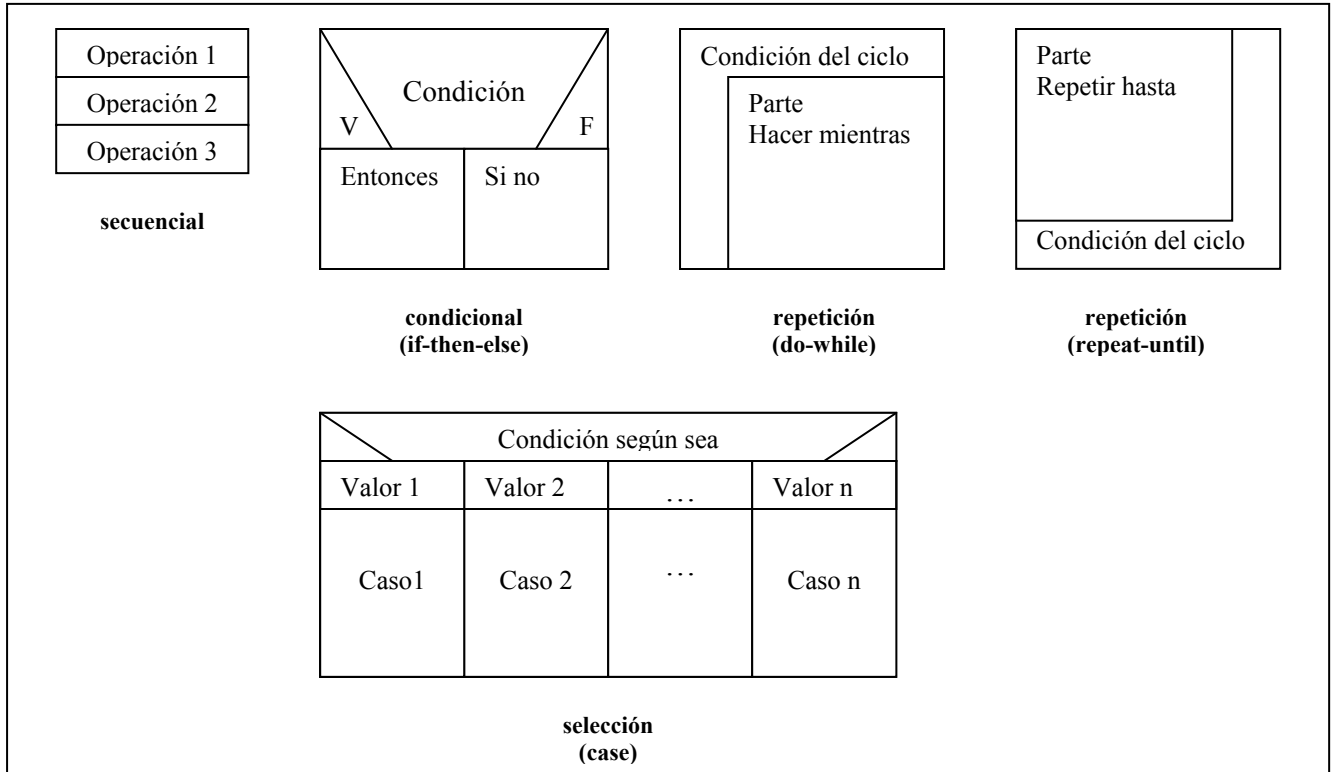 Operación 1
Operación 2
Operación 3
secuencial
Condición
V
F
Entonces
Si no
condicional
(if-then-else)
Condición del ciclo
Parte
Hacer mientras
repetición
(do-while)
Parte
Repetir hasta
Condición del ciclo
repetición
(repeat-until)
Condición según sea
Valor 1
Valor 2
…
Valor n
Caso1
Caso 2
…
Caso n
selección
(case)